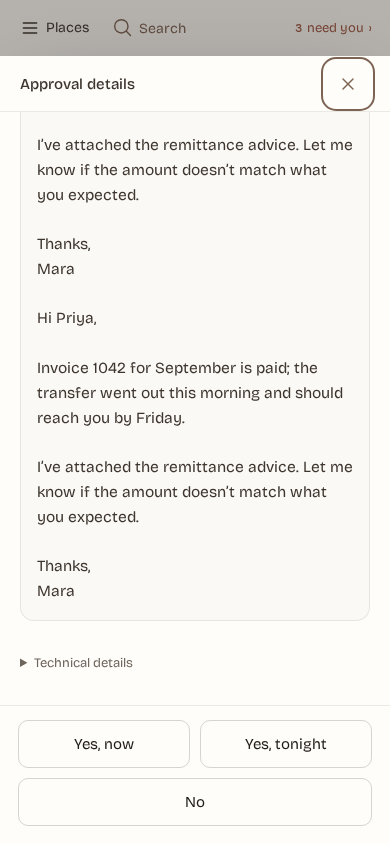 Places
Search
3 need you ›
Approval details
I’ve attached the remittance advice. Let me
know if the amount doesn’t match what
you expected.
Thanks,
Mara
Hi Priya,
Invoice 1042 for September is paid; the
transfer went out this morning and should
reach you by Friday.
I’ve attached the remittance advice. Let me
know if the amount doesn’t match what
you expected.
Thanks,
Mara
Technical details
Yes, now
Yes, tonight
No